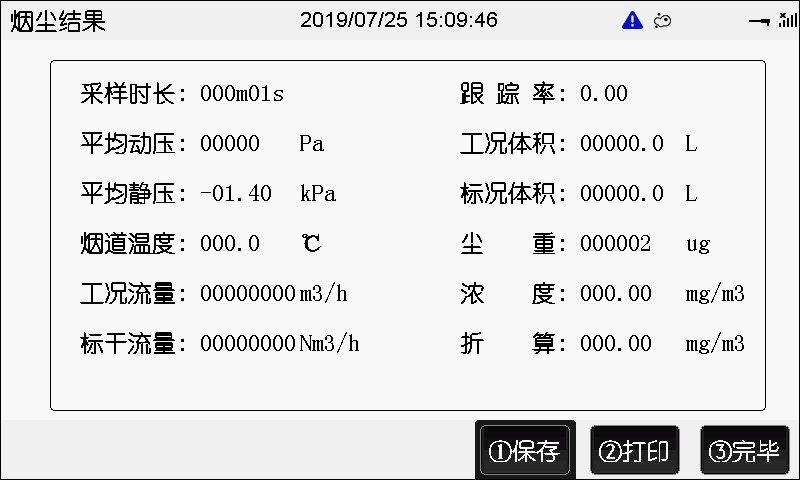 烟尘结果 2019/07/25 15:09:46
采样时长: 000m01s 跟 踪 率: 0.00
平均动压: 00000 Pa 工况体积: 00000.0 L
平均静压: -01.40 kPa 标况体积: 00000.0 L
烟道温度: 000.0 ℃ 尘 重: 000002 ug
工况流量: 00000000 m3/h 浓 度: 000.00 mg/m3
标干流量: 00000000 Nm3/h 折 算: 000.00 mg/m3
①保存 ②打印 ③完毕